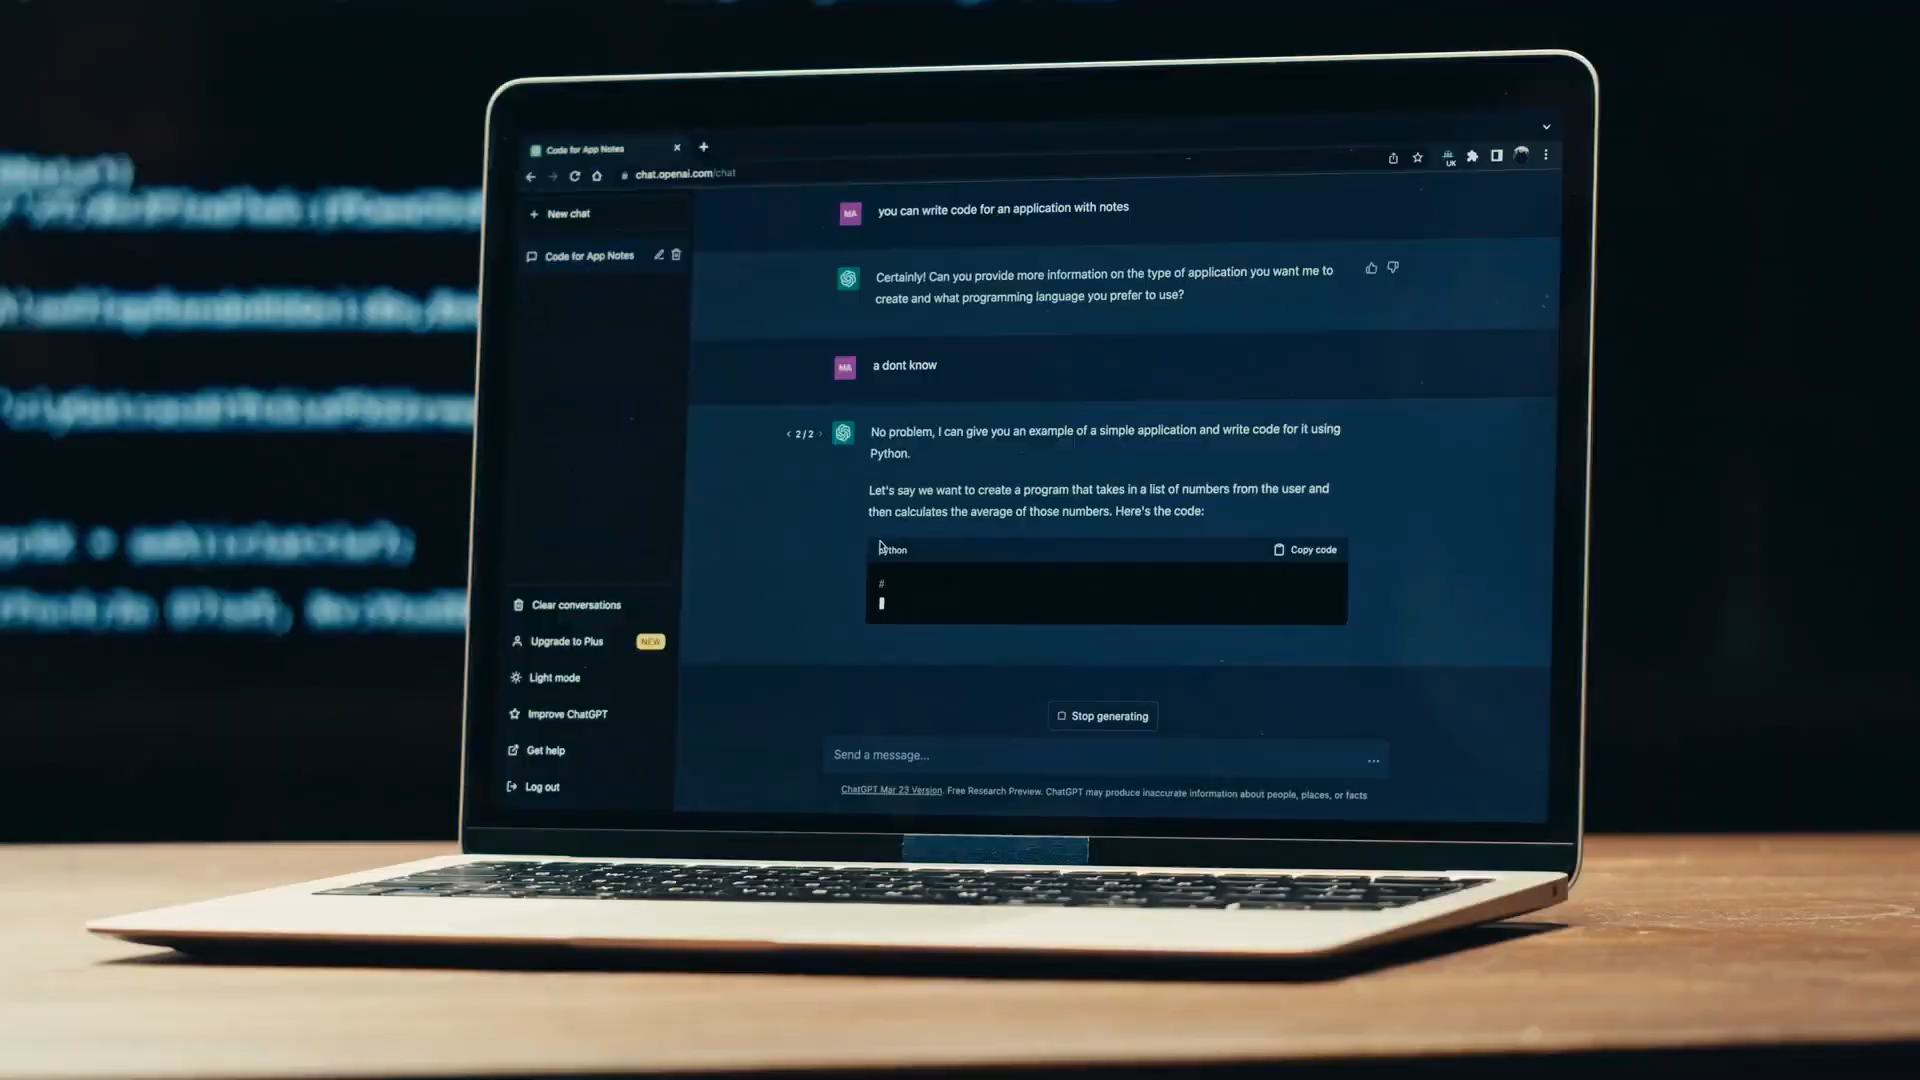 Code for App Notes
chat.openai.com/chat
UK
New chat
Code for App Notes
MA
you can write code for an application with notes
Certainly! Can you provide more information on the type of application you want me to
create and what programming language you prefer to use?
MA
a dont know
< 2/2 >
No problem, I can give you an example of a simple application and write code for it using
Python.
Let's say we want to create a program that takes in a list of numbers from the user and
then calculates the average of those numbers. Here's the code:
python
Copy code
#
Clear conversations
Upgrade to Plus
NEW
Light mode
Improve ChatGPT
Get help
Log out
Stop generating
Send a message...
...
ChatGPT Mar 23 Version. Free Research Preview. ChatGPT may produce inaccurate information about people, places, or facts